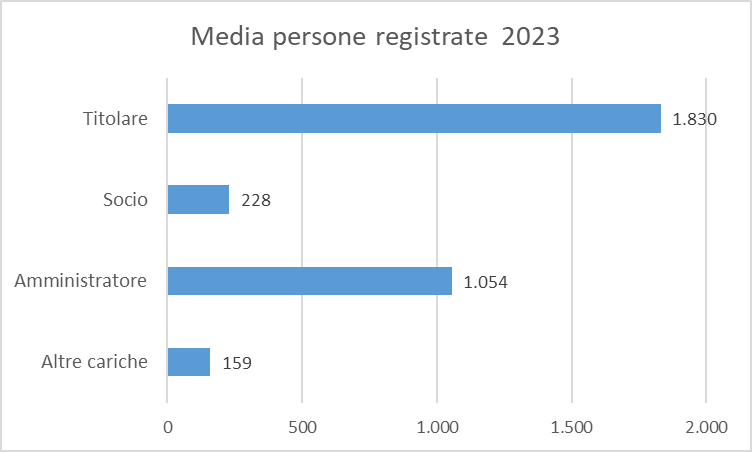 Media persone registrate 2023
Titolare 1.830
Socio 228
Amministratore 1.054
Altre cariche 159
0 500 1.000 1.500 2.000